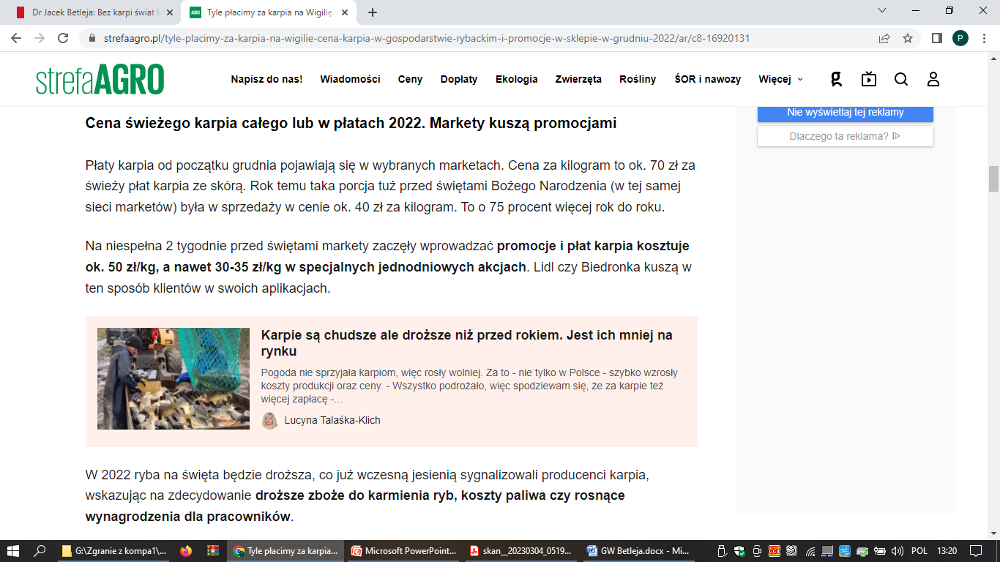 Dr Jacek Betleja: Bez karpi świat b
Tyle płacimy za karpia na Wigilię
strefaagro.pl/tyle-placimy-za-karpia-na-wigilie-cena-karpia-w-gospodarstwie-rybackim-i-promocje-w-sklepie-w-grudniu-2022/ar/c8-16920131
P
strefaAGRO
Napisz do nas! Wiadomości Ceny Dopłaty Ekologia Zwierzęta Rośliny ŚOR i nawozy Więcej
Cena świeżego karpia całego lub w płatach 2022. Markety kuszą promocjami
Płaty karpia od początku grudnia pojawiają się w wybranych marketach. Cena za kilogram to ok. 70 zł za
świeży płat karpia ze skórą. Rok temu taka porcja tuż przed świętami Bożego Narodzenia (w tej samej
sieci marketów) była w sprzedaży w cenie ok. 40 zł za kilogram. To o 75 procent więcej rok do roku.
Na niespełna 2 tygodnie przed świętami markety zaczęły wprowadzać promocje i płat karpia kosztuje
ok. 50 zł/kg, a nawet 30-35 zł/kg w specjalnych jednodniowych akcjach. Lidl czy Biedronka kuszą w
ten sposób klientów w swoich aplikacjach.
Karpie są chudsze ale droższe niż przed rokiem. Jest ich mniej na
rynku
Pogoda nie sprzyjała karpiom, więc rosły wolniej. Za to - nie tylko w Polsce - szybko wzrosły
koszty produkcji oraz ceny. - Wszystko podrożało, więc spodziewam się, że za karpie też
więcej zapłacę -…
Lucyna Talaśka-Klich
W 2022 ryba na święta będzie droższa, co już wczesną jesienią sygnalizowali producenci karpia,
wskazując na zdecydowanie droższe zboże do karmienia ryb, koszty paliwa czy rosnące
wynagrodzenia dla pracowników.
Nie wyświetlaj tej reklamy
Dlaczego ta reklama?
G:\Zgranie z kompa1\... Tyle płacimy za karpia... Microsoft PowerPoint... skan__20230304_0519... GW Betleja.docx - Mi... POL 13:20